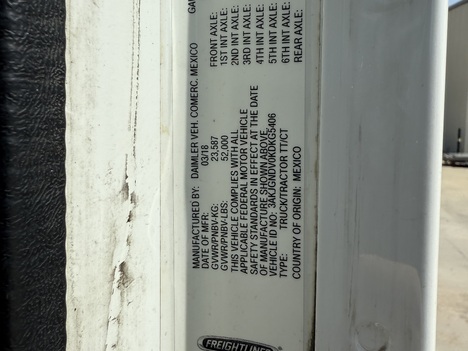 MANUFACTURED BY: DAIMLER VEH. COMERC. MEXICO
DATE OF MFR: 03/18
GVWR/PNBV-KG: 23,587
GVWR/PNBV-LBS: 52,000
THIS VEHICLE COMPLIES WITH ALL
APPLICABLE FEDERAL MOTOR VEHICLE
SAFETY STANDARDS IN EFFECT AT THE DATE
OF MANUFACTURE SHOWN ABOVE.
VEHICLE ID NO: 3AKJGNDV0KDKG5406
TYPE: TRUCK/TRACTOR TT/CT
COUNTRY OF ORIGIN: MEXICO
GAW
FRONT AXLE:
1ST INT AXLE:
2ND INT AXLE:
3RD INT AXLE:
4TH INT AXLE:
5TH INT AXLE:
6TH INT AXLE:
REAR AXLE:
FREIGHTLINER